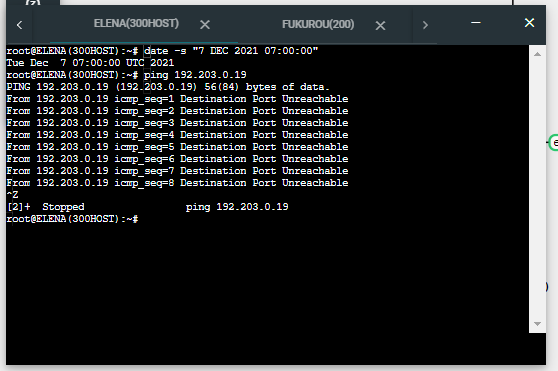 (z)
ELENA(300HOST)
FUKUROU(200)
root@ELENA(300HOST):~# date -s "7 DEC 2021 07:00:00"
Tue Dec  7 07:00:00 UTC 2021
root@ELENA(300HOST):~# ping 192.203.0.19
PING 192.203.0.19 (192.203.0.19) 56(84) bytes of data.
From 192.203.0.19 icmp_seq=1 Destination Port Unreachable
From 192.203.0.19 icmp_seq=2 Destination Port Unreachable
From 192.203.0.19 icmp_seq=3 Destination Port Unreachable
From 192.203.0.19 icmp_seq=4 Destination Port Unreachable
From 192.203.0.19 icmp_seq=5 Destination Port Unreachable
From 192.203.0.19 icmp_seq=6 Destination Port Unreachable
From 192.203.0.19 icmp_seq=7 Destination Port Unreachable
From 192.203.0.19 icmp_seq=8 Destination Port Unreachable
^Z
[2]+  Stopped                 ping 192.203.0.19
root@ELENA(300HOST):~#